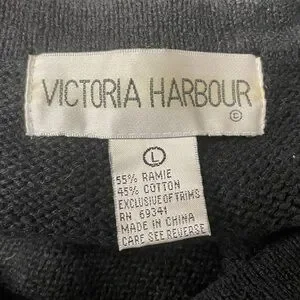 VICTORIA HARBOUR
©
L
55% RAMIE
45% COTTON
EXCLUSIVE OF TRIMS
RN 69341
MADE IN CHINA
CARE SEE REVERSE